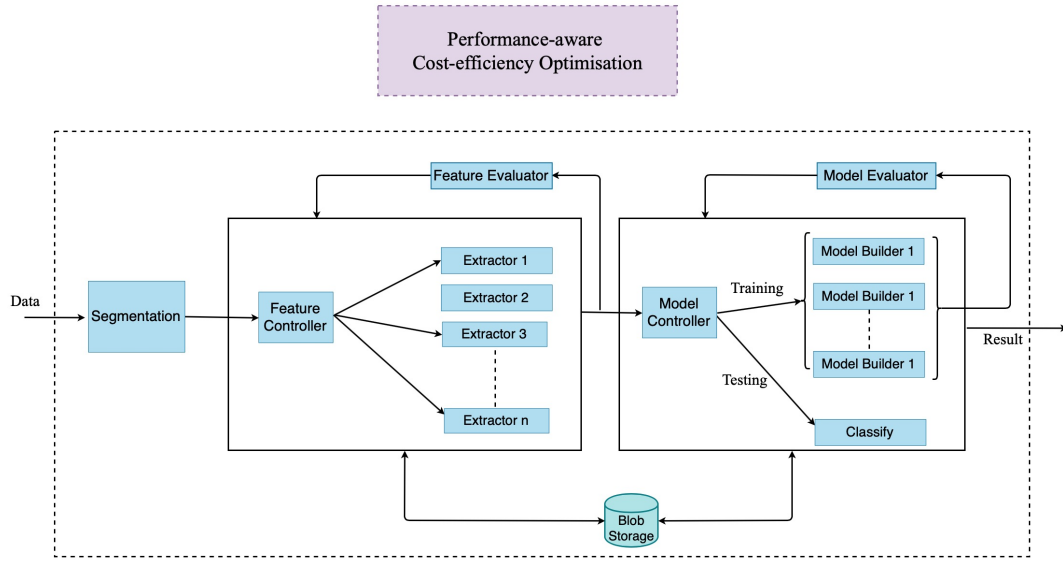 Performance-aware
Cost-efficiency Optimisation
Feature Evaluator
Model Evaluator
Data
Segmentation
Feature
Controller
Extractor 1
Extractor 2
Extractor 3
Extractor n
Model
Controller
Training
Testing
Model Builder 1
Model Builder 1
Model Builder 1
Classify
Result
Blob
Storage